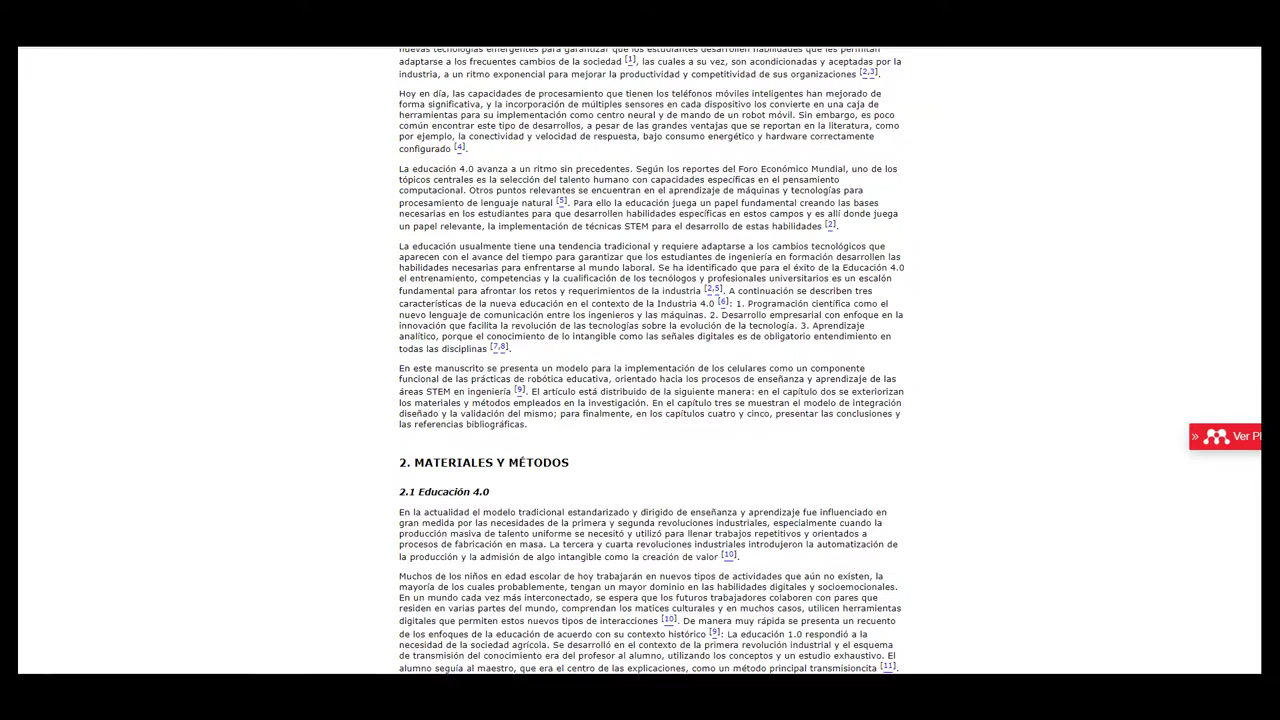 nuevas tecnologías emergentes para garantizar que los estudiantes desarrollen habilidades que les permitan
adaptarse a los frecuentes cambios de la sociedad [1], las cuales a su vez, son acondicionadas y aceptadas por la
industria, a un ritmo exponencial para mejorar la productividad y competitividad de sus organizaciones [2,3].
Hoy en día, las capacidades de procesamiento que tienen los teléfonos móviles inteligentes han mejorado de
forma significativa, y la incorporación de múltiples sensores en cada dispositivo los convierte en una caja de
herramientas para su implementación como centro neural y de mando de un robot móvil. Sin embargo, es poco
común encontrar este tipo de desarrollos, a pesar de las grandes ventajas que se reportan en la literatura, como
por ejemplo, la conectividad y velocidad de respuesta, bajo consumo energético y hardware correctamente
configurado [4].
La educación 4.0 avanza a un ritmo sin precedentes. Según los reportes del Foro Económico Mundial, uno de los
tópicos centrales es la selección del talento humano con capacidades específicas en el pensamiento
computacional. Otros puntos relevantes se encuentran en el aprendizaje de máquinas y tecnologías para
procesamiento de lenguaje natural [5]. Para ello la educación juega un papel fundamental creando las bases
necesarias en los estudiantes para que desarrollen habilidades específicas en estos campos y es allí donde juega
un papel relevante, la implementación de técnicas STEM para el desarrollo de estas habilidades [2].
La educación usualmente tiene una tendencia tradicional y requiere adaptarse a los cambios tecnológicos que
aparecen con el avance del tiempo para garantizar que los estudiantes de ingeniería en formación desarrollen las
habilidades necesarias para enfrentarse al mundo laboral. Se ha identificado que para el éxito de la Educación 4.0
el entrenamiento, competencias y la cualificación de los tecnólogos y profesionales universitarios es un escalón
fundamental para afrontar los retos y requerimientos de la industria [2,5]. A continuación se describen tres
características de la nueva educación en el contexto de la Industria 4.0 [6]: 1. Programación científica como el
nuevo lenguaje de comunicación entre los ingenieros y las máquinas. 2. Desarrollo empresarial con enfoque en la
innovación que facilita la revolución de las tecnologías sobre la evolución de la tecnología. 3. Aprendizaje
analítico, porque el conocimiento de lo intangible como las señales digitales es de obligatorio entendimiento en
todas las disciplinas [7,8].
En este manuscrito se presenta un modelo para la implementación de los celulares como un componente
funcional de las prácticas de robótica educativa, orientado hacia los procesos de enseñanza y aprendizaje de las
áreas STEM en ingeniería [9]. El artículo está distribuido de la siguiente manera: en el capítulo dos se exteriorizan
los materiales y métodos empleados en la investigación. En el capítulo tres se muestran el modelo de integración
diseñado y la validación del mismo; para finalmente, en los capítulos cuatro y cinco, presentar las conclusiones y
las referencias bibliográficas.
2. MATERIALES Y MÉTODOS
2.1 Educación 4.0
En la actualidad el modelo tradicional estandarizado y dirigido de enseñanza y aprendizaje fue influenciado en
gran medida por las necesidades de la primera y segunda revoluciones industriales, especialmente cuando la
producción masiva de talento uniforme se necesitó y utilizó para llenar trabajos repetitivos y orientados a
procesos de fabricación en masa. La tercera y cuarta revoluciones industriales introdujeron la automatización de
la producción y la admisión de algo intangible como la creación de valor [10].
Muchos de los niños en edad escolar de hoy trabajarán en nuevos tipos de actividades que aún no existen, la
mayoría de los cuales probablemente, tengan un mayor dominio en las habilidades digitales y socioemocionales.
En un mundo cada vez más interconectado, se espera que los futuros trabajadores colaboren con pares que
residen en varias partes del mundo, comprendan los matices culturales y en muchos casos, utilicen herramientas
digitales que permiten estos nuevos tipos de interacciones [10]. De manera muy rápida se presenta un recuento
de los enfoques de la educación de acuerdo con su contexto histórico [9]: La educación 1.0 respondió a la
necesidad de la sociedad agrícola. Se desarrolló en el contexto de la primera revolución industrial y el esquema
de transmisión del conocimiento era del profesor al alumno, utilizando los conceptos y un estudio exhaustivo. El
alumno seguía al maestro, que era el centro de las explicaciones, como un método principal transmisioncita [11].
» Ver P